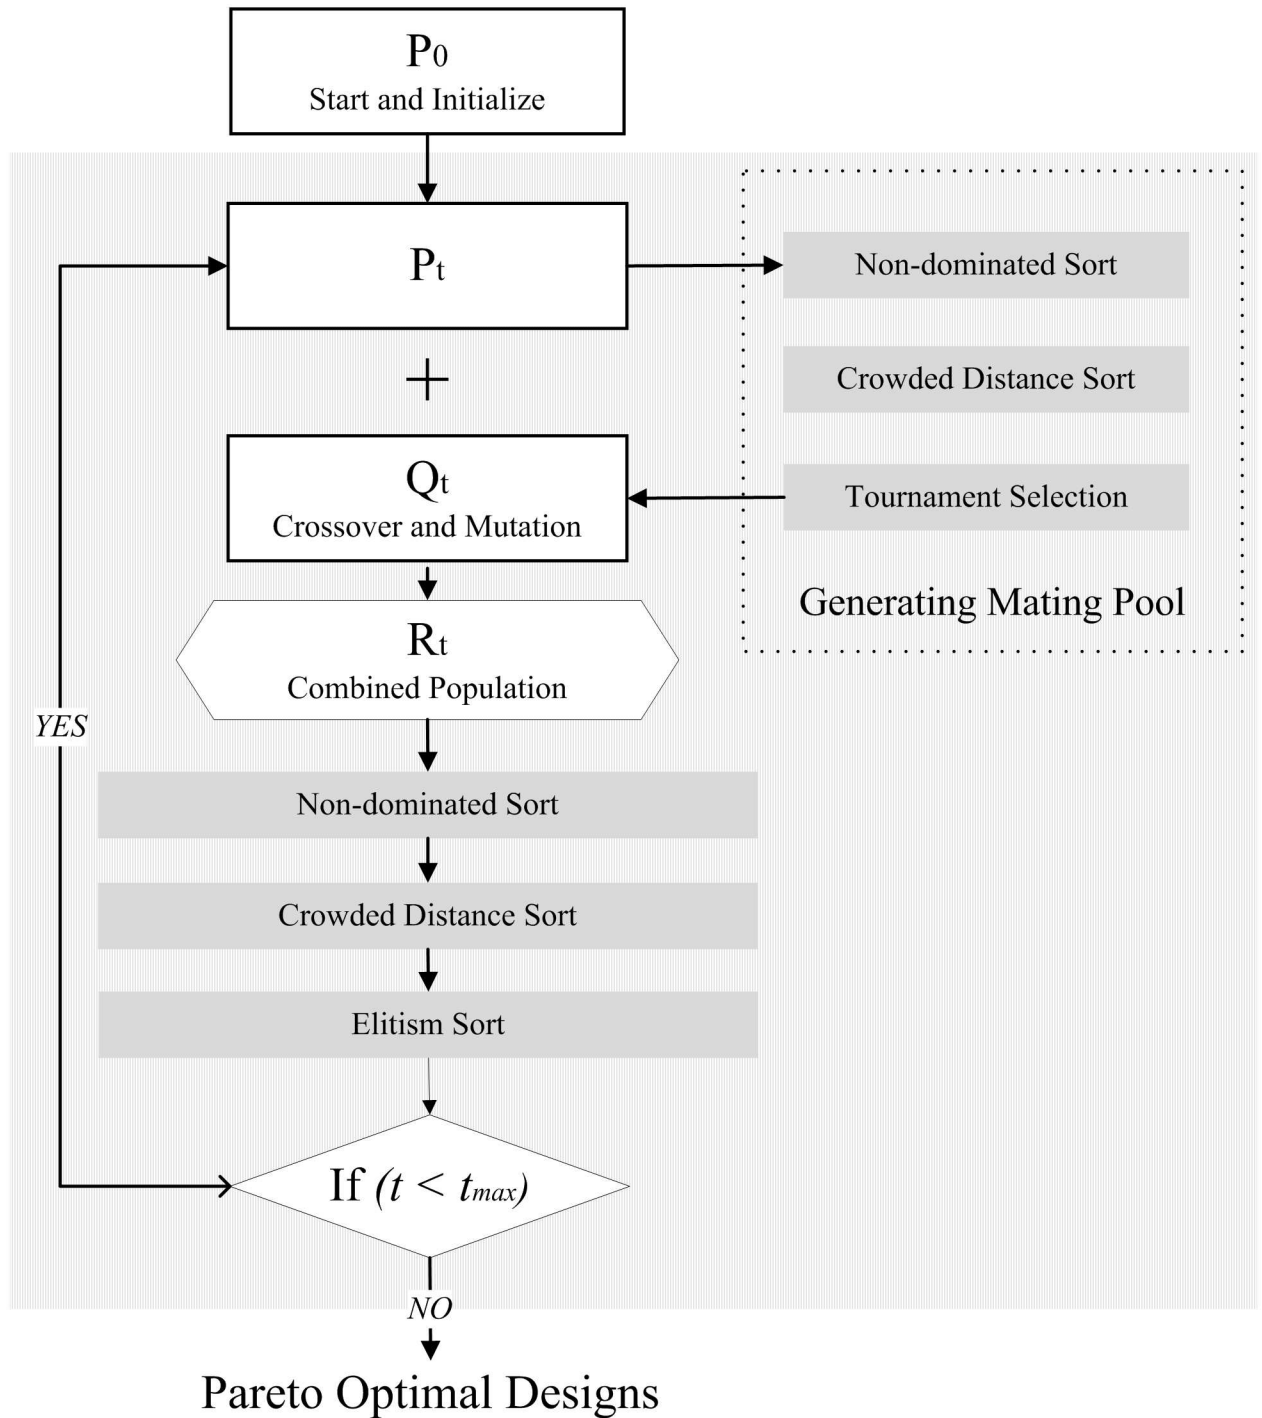 P0
Start and Initialize
Pt
Non-dominated Sort
+
Crowded Distance Sort
Qt
Crossover and Mutation
Tournament Selection
Generating Mating Pool
Rt
Combined Population
YES
Non-dominated Sort
Crowded Distance Sort
Elitism Sort
If (t < tmax)
NO
Pareto Optimal Designs